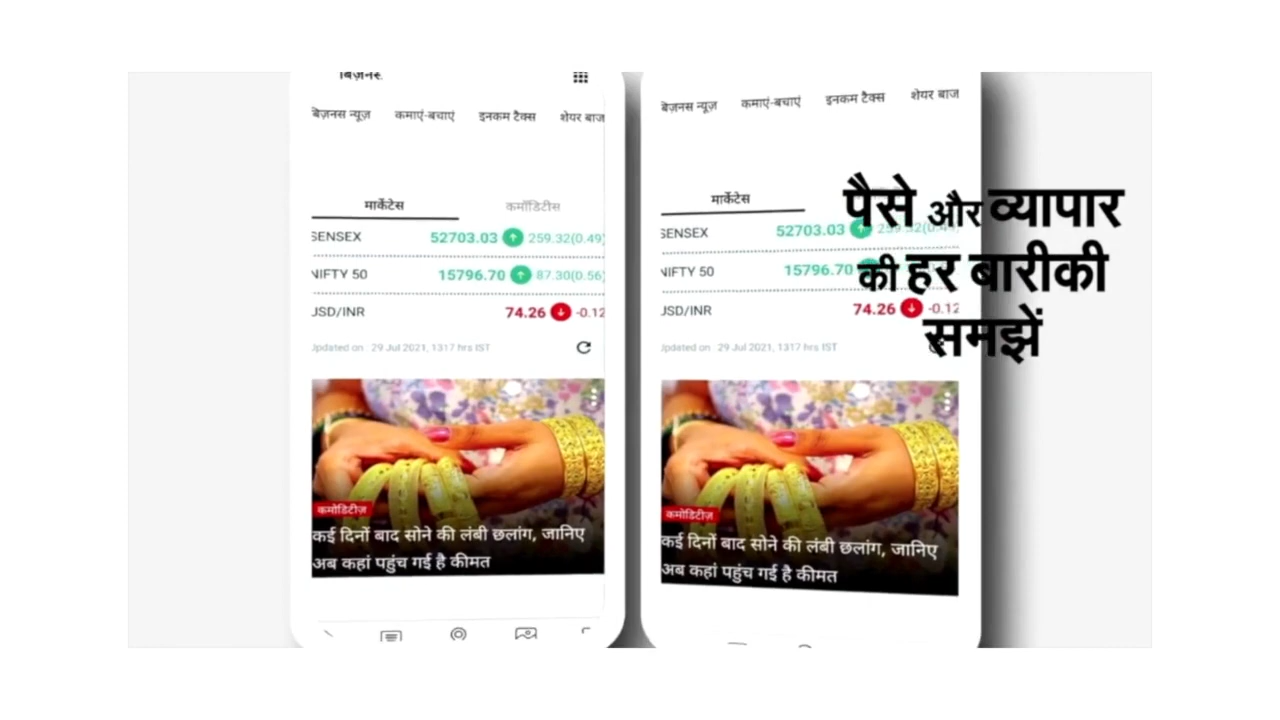 बिज़नेस
बिज़नस न्यूज़ कमाएं-बचाएं इनकम टैक्स शेयर बाज
मार्केटेस कमॉडिटीस
SENSEX 52703.03 259.32(0.49)
NIFTY 50 15796.70 87.30(0.56)
USD/INR 74.26 -0.12
Updated on 29 Jul 2021, 1317 hrs IST
कमोडिटीज़
कई दिनों बाद सोने की लंबी छलांग, जानिए
अब कहां पहुंच गई है कीमत
बिज़नस न्यूज़ कमाएं-बचाएं इनकम टैक्स शेयर बाज
मार्केटेस
SENSEX 52703.03
NIFTY 50 15796.70
USD/INR 74.26 -0.12
Updated on 29 Jul 2021, 1317 hrs IST
कमोडिटीज़
कई दिनों बाद सोने की लंबी छलांग, जानिए
अब कहां पहुंच गई है कीमत
पैसे और व्यापार
की हर बारीकी
समझें